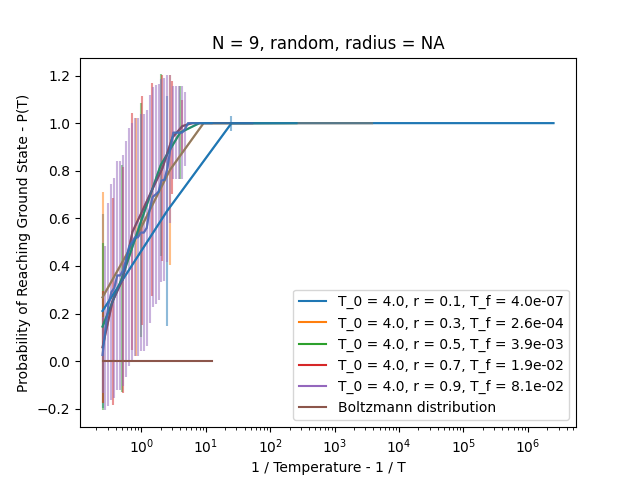 N = 9, random, radius = NA
Probability of Reaching Ground State - P(T)
1.2
1.0
0.8
0.6
0.4
0.2
0.0
−0.2
T_0 = 4.0, r = 0.1, T_f = 4.0e-07
T_0 = 4.0, r = 0.3, T_f = 2.6e-04
T_0 = 4.0, r = 0.5, T_f = 3.9e-03
T_0 = 4.0, r = 0.7, T_f = 1.9e-02
T_0 = 4.0, r = 0.9, T_f = 8.1e-02
Boltzmann distribution
10⁰ 10¹ 10² 10³ 10⁴ 10⁵ 10⁶
1 / Temperature - 1 / T